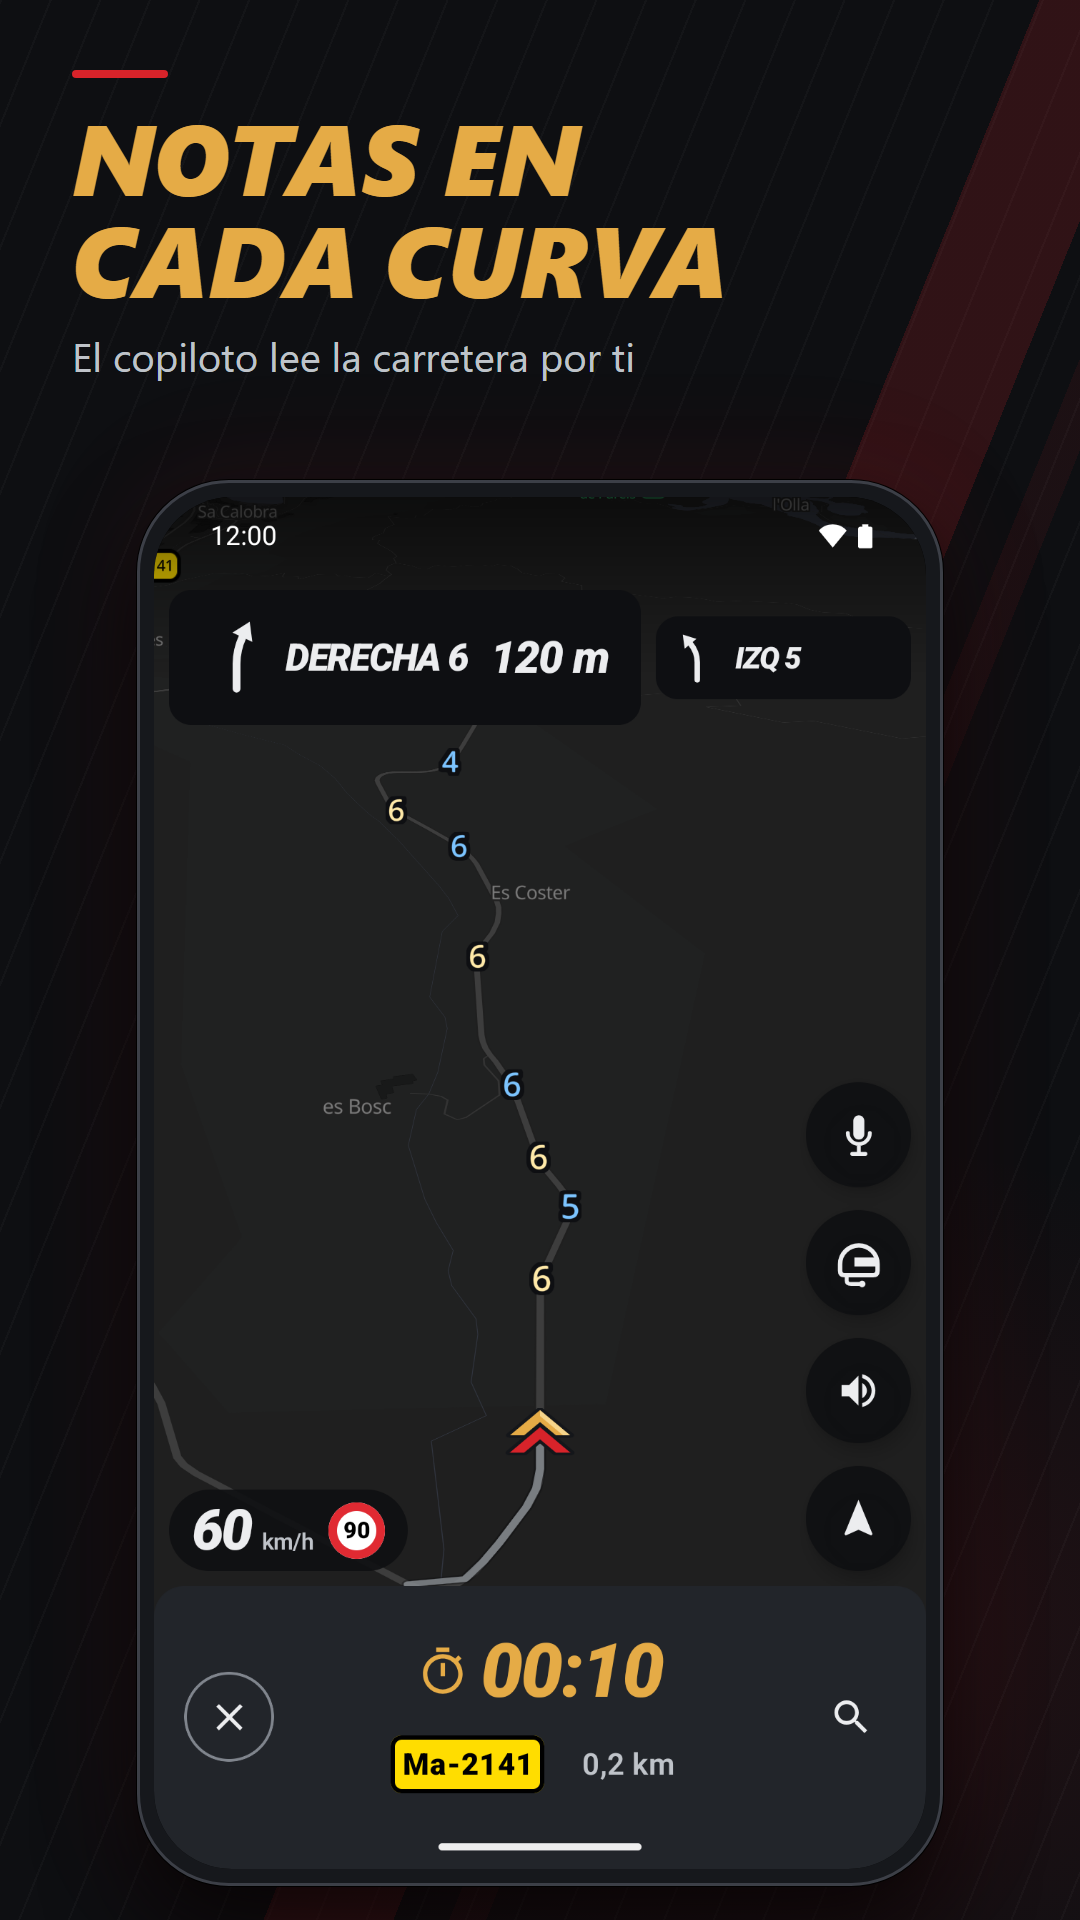 NOTAS EN
CADA CURVA
El copiloto lee la carretera por ti
Sa Calobra
l'Olla
12:00
41
es
DERECHA 6 120 m
IZQ 5
4
6
6
Es Coster
6
6
es Bosc
6
5
6
60 km/h 90
00:10
Ma-2141 0,2 km